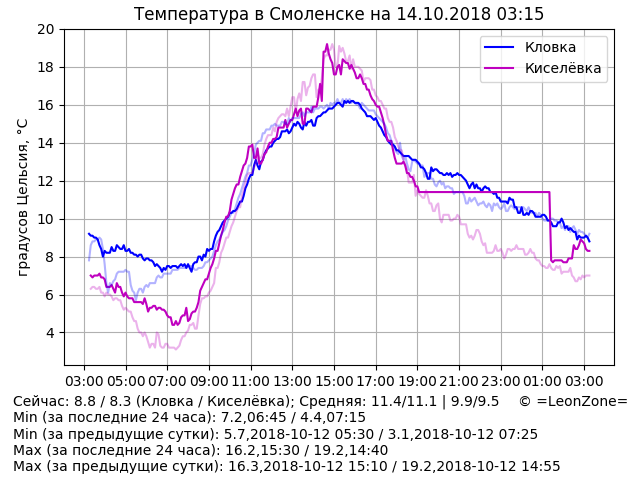 Температура в Смоленске на 14.10.2018 03:15
градусов Цельсия, °C
20
18
16
14
12
10
8
6
4
Кловка
Киселёвка
03:00 05:00 07:00 09:00 11:00 13:00 15:00 17:00 19:00 21:00 23:00 01:00 03:00
Сейчас: 8.8 / 8.3 (Кловка / Киселёвка); Средняя: 11.4/11.1 | 9.9/9.5 © =LeonZone=
Min (за последние 24 часа): 7.2,06:45 / 4.4,07:15
Min (за предыдущие сутки): 5.7,2018-10-12 05:30 / 3.1,2018-10-12 07:25
Max (за последние 24 часа): 16.2,15:30 / 19.2,14:40
Max (за предыдущие сутки): 16.3,2018-10-12 15:10 / 19.2,2018-10-12 14:55